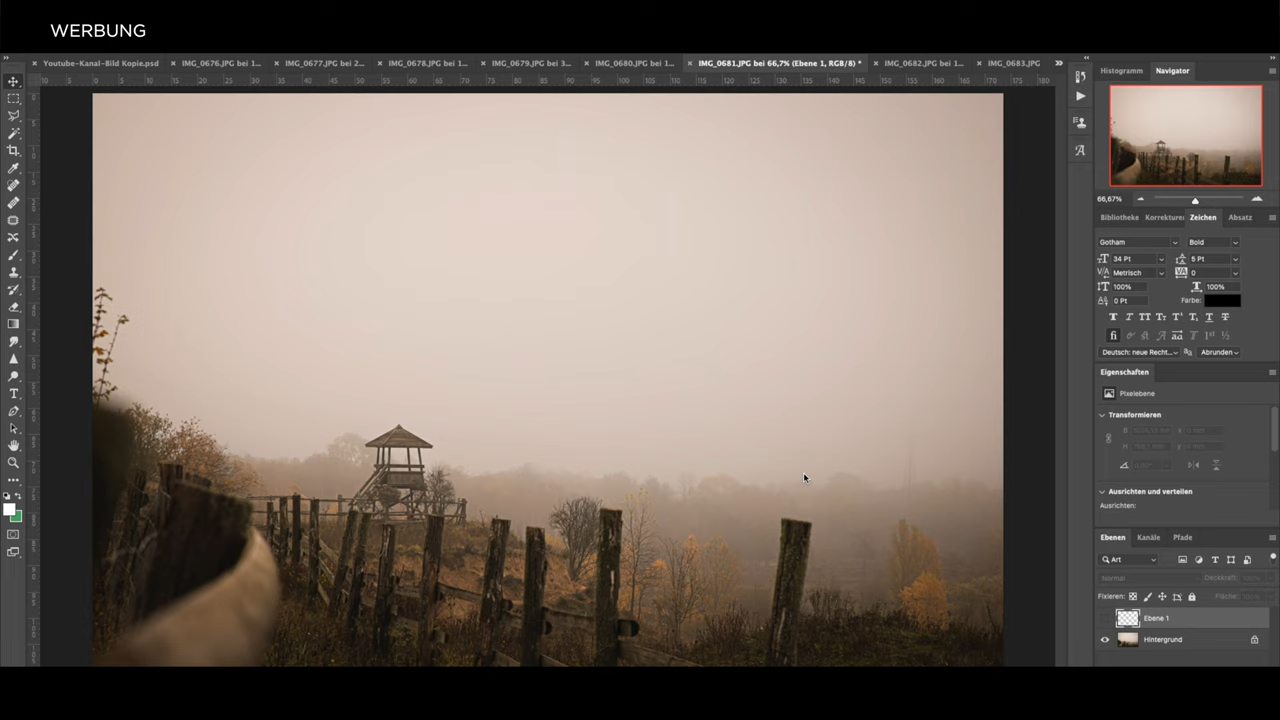 WERBUNG
Youtube-Kanal-Bild Kopie.psd IMG_0676.JPG bei 1... IMG_0677.JPG bei 2... IMG_0678.JPG bei 1... IMG_0679.JPG bei 3... IMG_0680.JPG bei 1... IMG_0681.JPG bei 66,7% (Ebene 1, RGB/8) * IMG_0682.JPG bei 1... IMG_0683.JPG
Histogramm Navigator
66,67%
Bibliotheke Korrekture Zeichen Absatz
Gotham Bold
34 Pt 5 Pt
Metrisch 0
100% 100%
0 Pt Farbe:
Deutsch: neue Recht... Abrunden
Eigenschaften
Pixelebene
Transformieren
Ausrichten und verteilen
Ausrichten:
Ebenen Kanäle Pfade
Art
Normal Deckkraft: 100%
Fixieren: Fläche: 100%
Ebene 1
Hintergrund